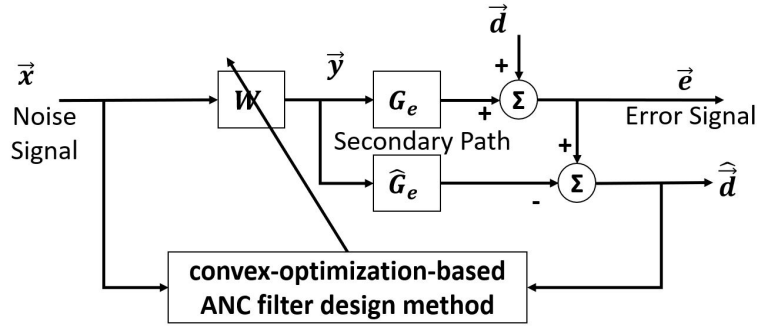 d⃗
x⃗
Noise
Signal
W
y⃗
G_e
+
+
Σ
e⃗
Error Signal
Secondary Path
Ĝ_e
+
-
Σ
d⃗̂
convex-optimization-based
ANC filter design method